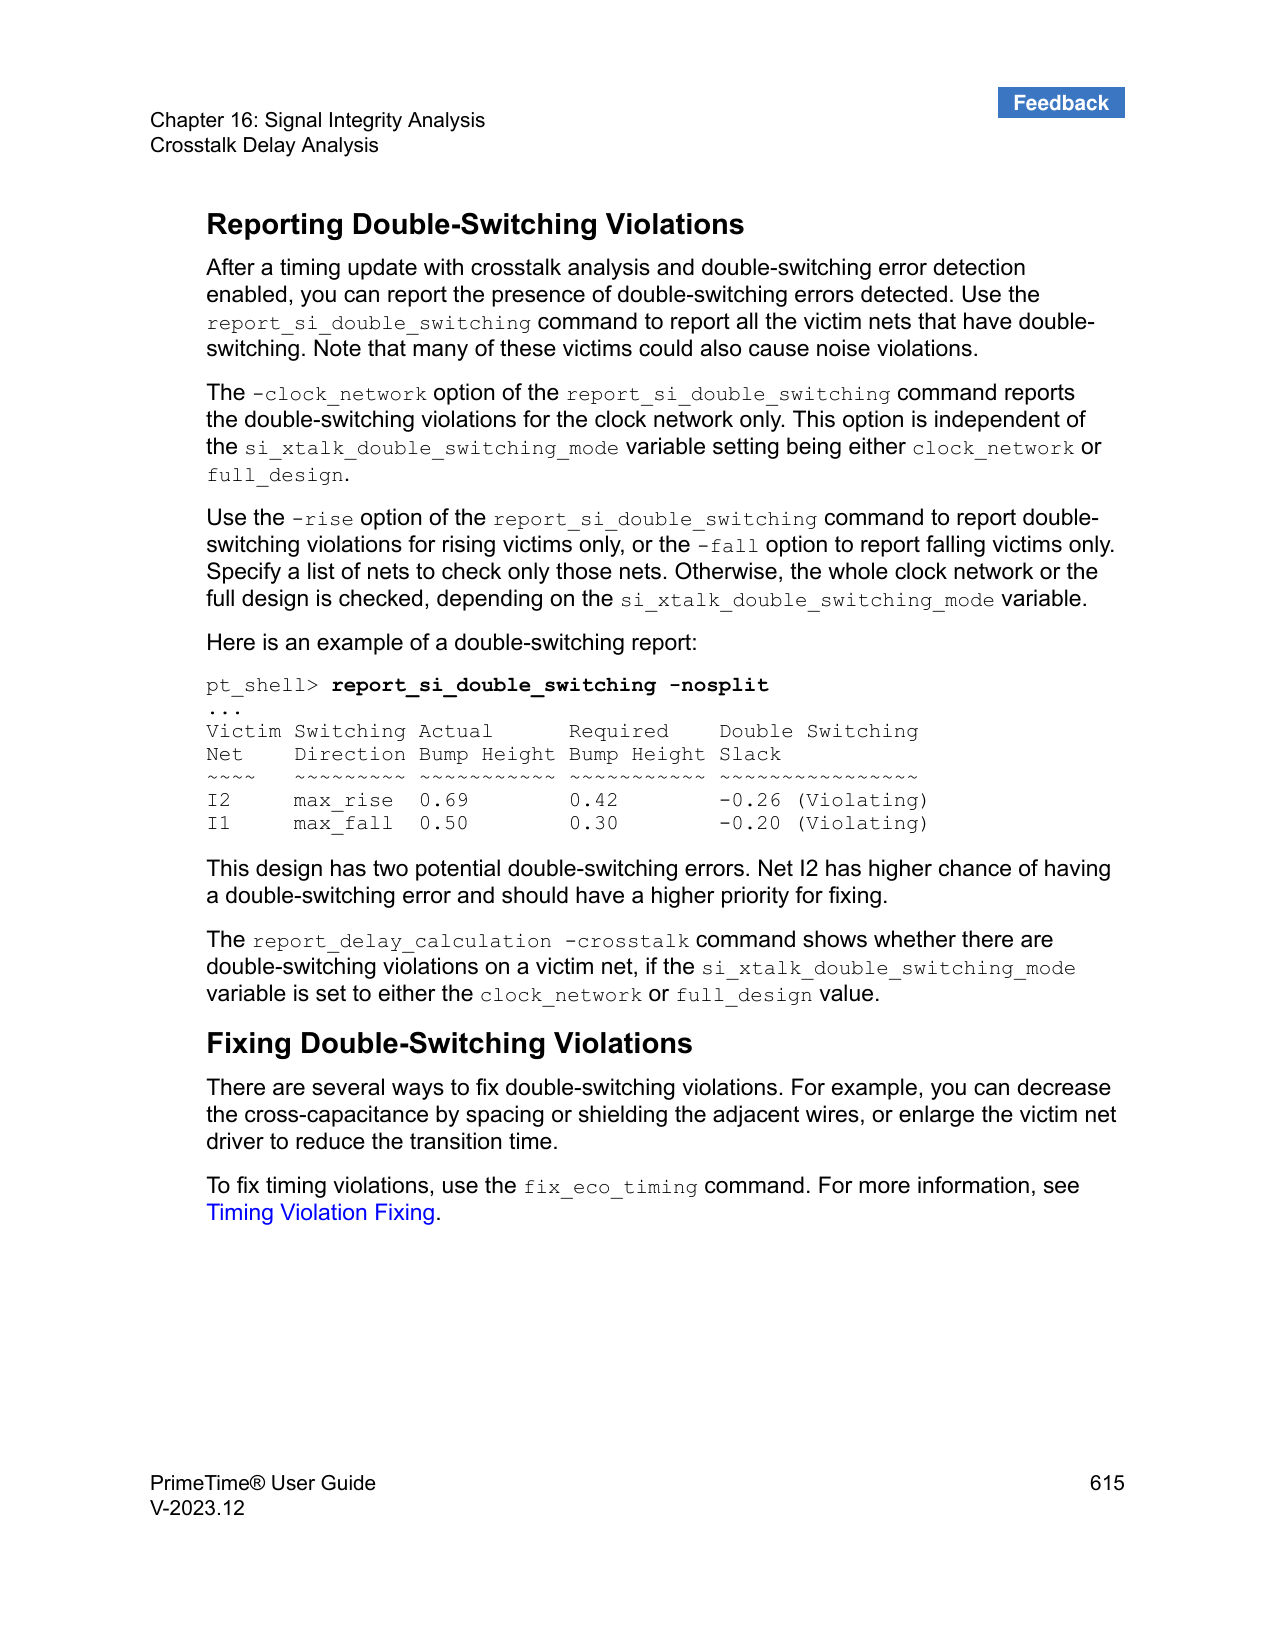 Feedback
Chapter 16: Signal Integrity Analysis
Crosstalk Delay Analysis
Reporting Double-Switching Violations
After a timing update with crosstalk analysis and double-switching error detection
enabled, you can report the presence of double-switching errors detected. Use the
report_si_double_switching command to report all the victim nets that have double-
switching. Note that many of these victims could also cause noise violations.
The -clock_network option of the report_si_double_switching command reports
the double-switching violations for the clock network only. This option is independent of
the si_xtalk_double_switching_mode variable setting being either clock_network or
full_design.
Use the -rise option of the report_si_double_switching command to report double-
switching violations for rising victims only, or the -fall option to report falling victims only.
Specify a list of nets to check only those nets. Otherwise, the whole clock network or the
full design is checked, depending on the si_xtalk_double_switching_mode variable.
Here is an example of a double-switching report:
pt_shell> report_si_double_switching -nosplit
...
Victim Switching Actual      Required    Double Switching
Net    Direction Bump Height Bump Height Slack
~~~~   ~~~~~~~~~ ~~~~~~~~~~~ ~~~~~~~~~~~ ~~~~~~~~~~~~~~~~
I2     max_rise  0.69        0.42        -0.26 (Violating)
I1     max_fall  0.50        0.30        -0.20 (Violating)
This design has two potential double-switching errors. Net I2 has higher chance of having
a double-switching error and should have a higher priority for fixing.
The report_delay_calculation -crosstalk command shows whether there are
double-switching violations on a victim net, if the si_xtalk_double_switching_mode
variable is set to either the clock_network or full_design value.
Fixing Double-Switching Violations
There are several ways to fix double-switching violations. For example, you can decrease
the cross-capacitance by spacing or shielding the adjacent wires, or enlarge the victim net
driver to reduce the transition time.
To fix timing violations, use the fix_eco_timing command. For more information, see
Timing Violation Fixing.
PrimeTime® User Guide 615
V-2023.12